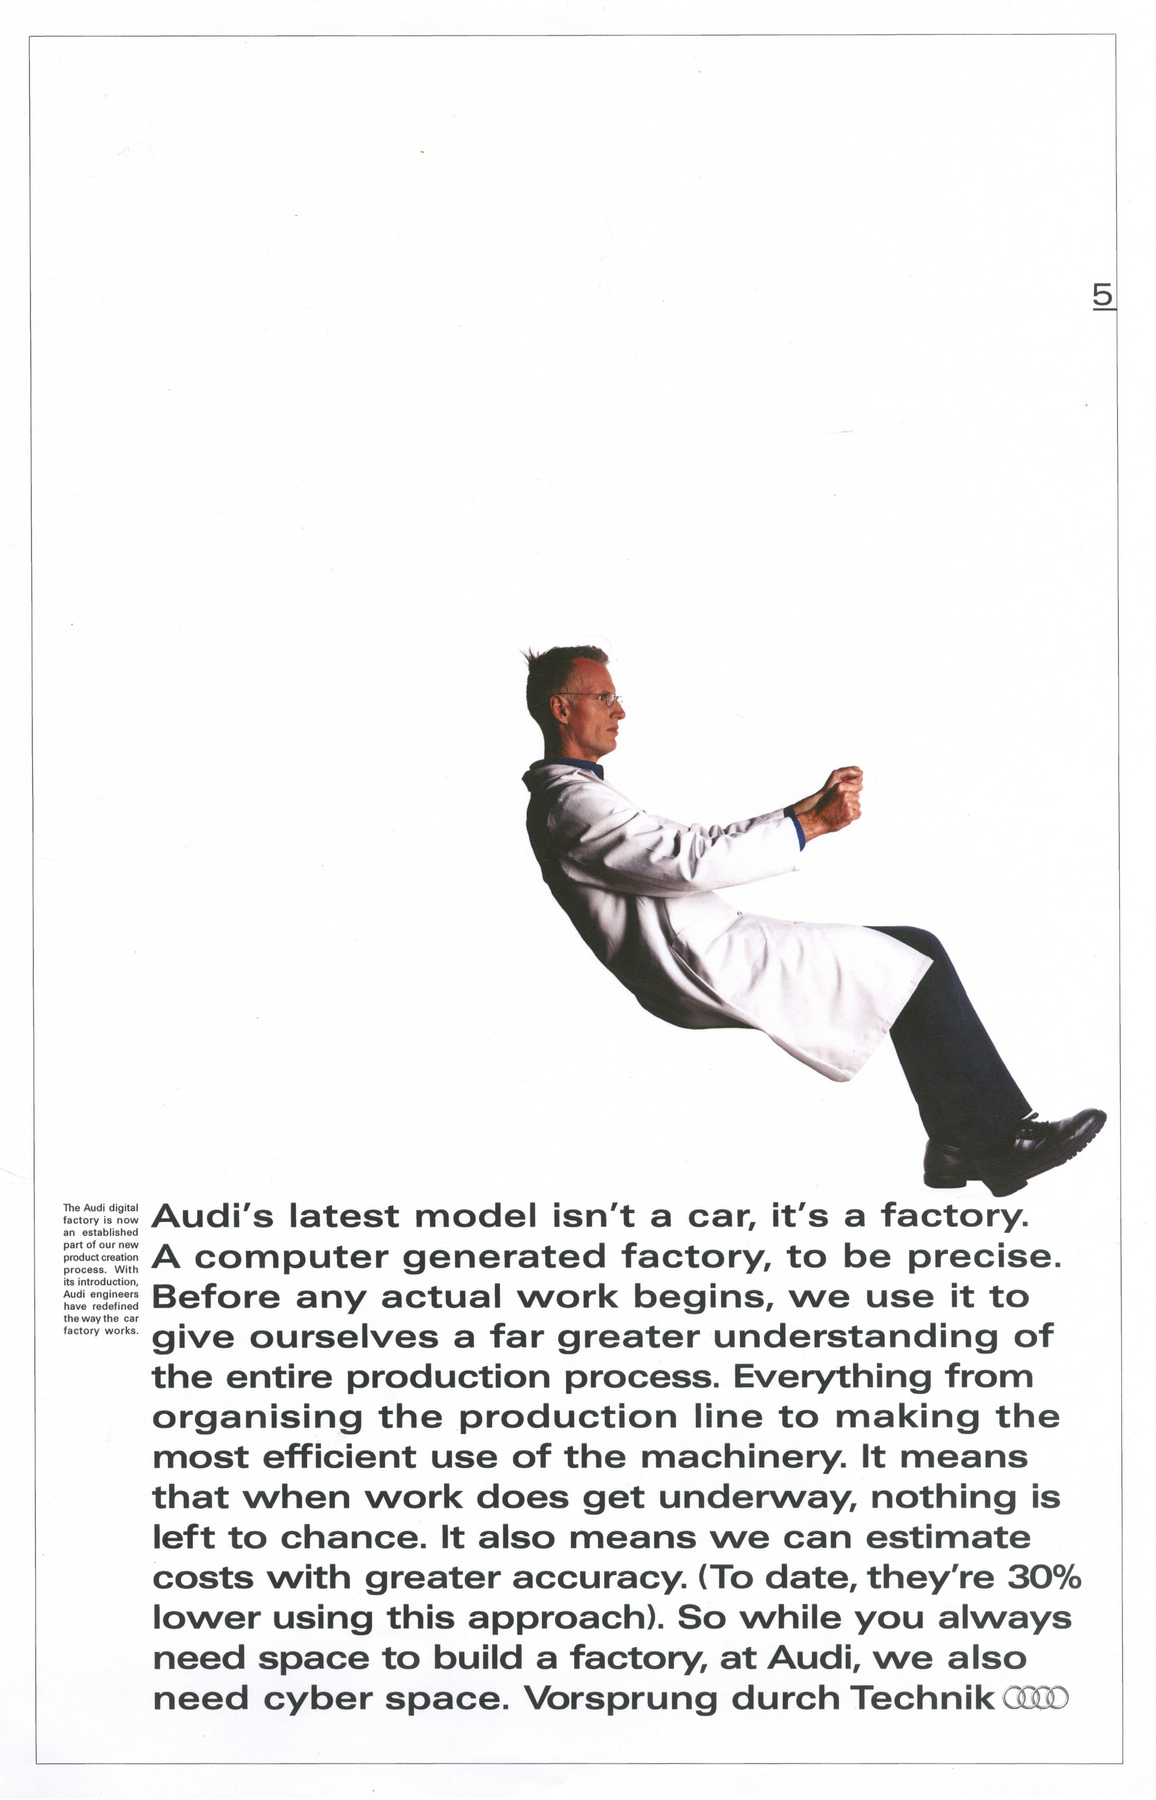 5
The Audi digital
factory is now
an established
part of our new
product creation
process. With
its introduction,
Audi engineers
have redefined
the way the car
factory works.
Audi's latest model isn't a car, it's a factory.
A computer generated factory, to be precise.
Before any actual work begins, we use it to
give ourselves a far greater understanding of
the entire production process. Everything from
organising the production line to making the
most efficient use of the machinery. It means
that when work does get underway, nothing is
left to chance. It also means we can estimate
costs with greater accuracy. (To date, they're 30%
lower using this approach). So while you always
need space to build a factory, at Audi, we also
need cyber space. Vorsprung durch Technik